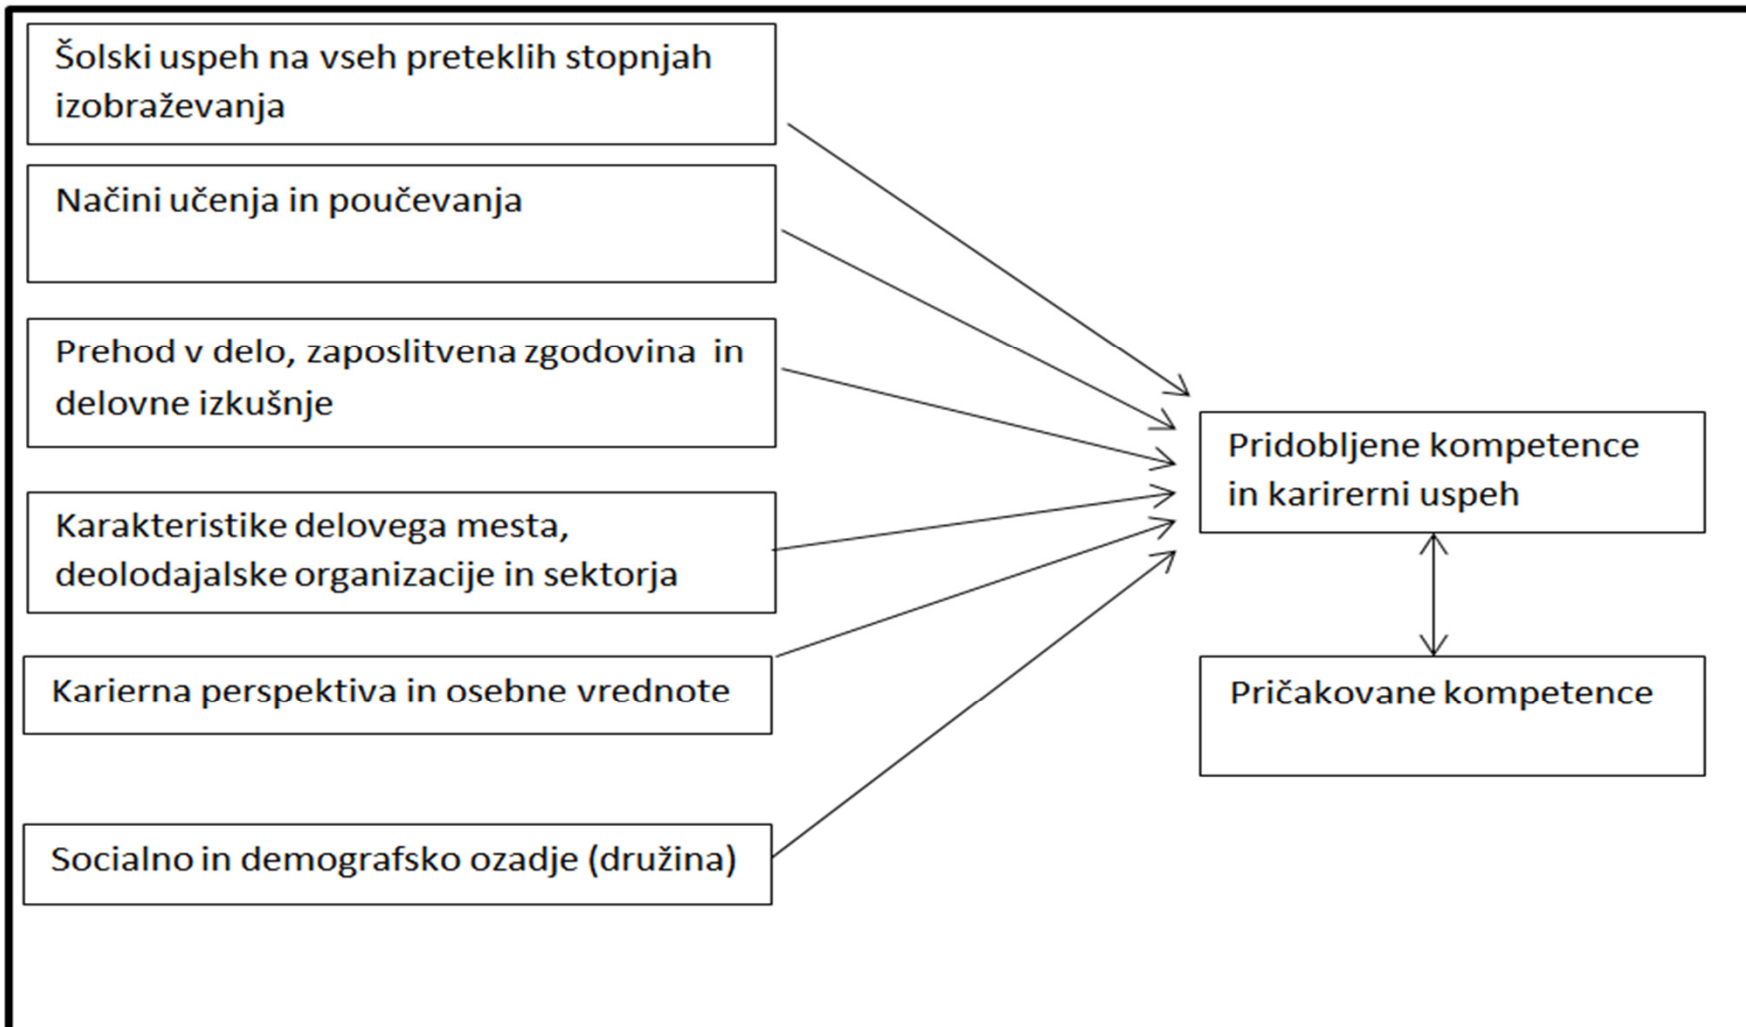 Šolski uspeh na vseh preteklih stopnjah
izobraževanja
Načini učenja in poučevanja
Prehod v delo, zaposlitvena zgodovina in
delovne izkušnje
Karakteristike delovega mesta,
deolodajalske organizacije in sektorja
Karierna perspektiva in osebne vrednote
Socialno in demografsko ozadje (družina)
Pridobljene kompetence
in karirerni uspeh
Pričakovane kompetence